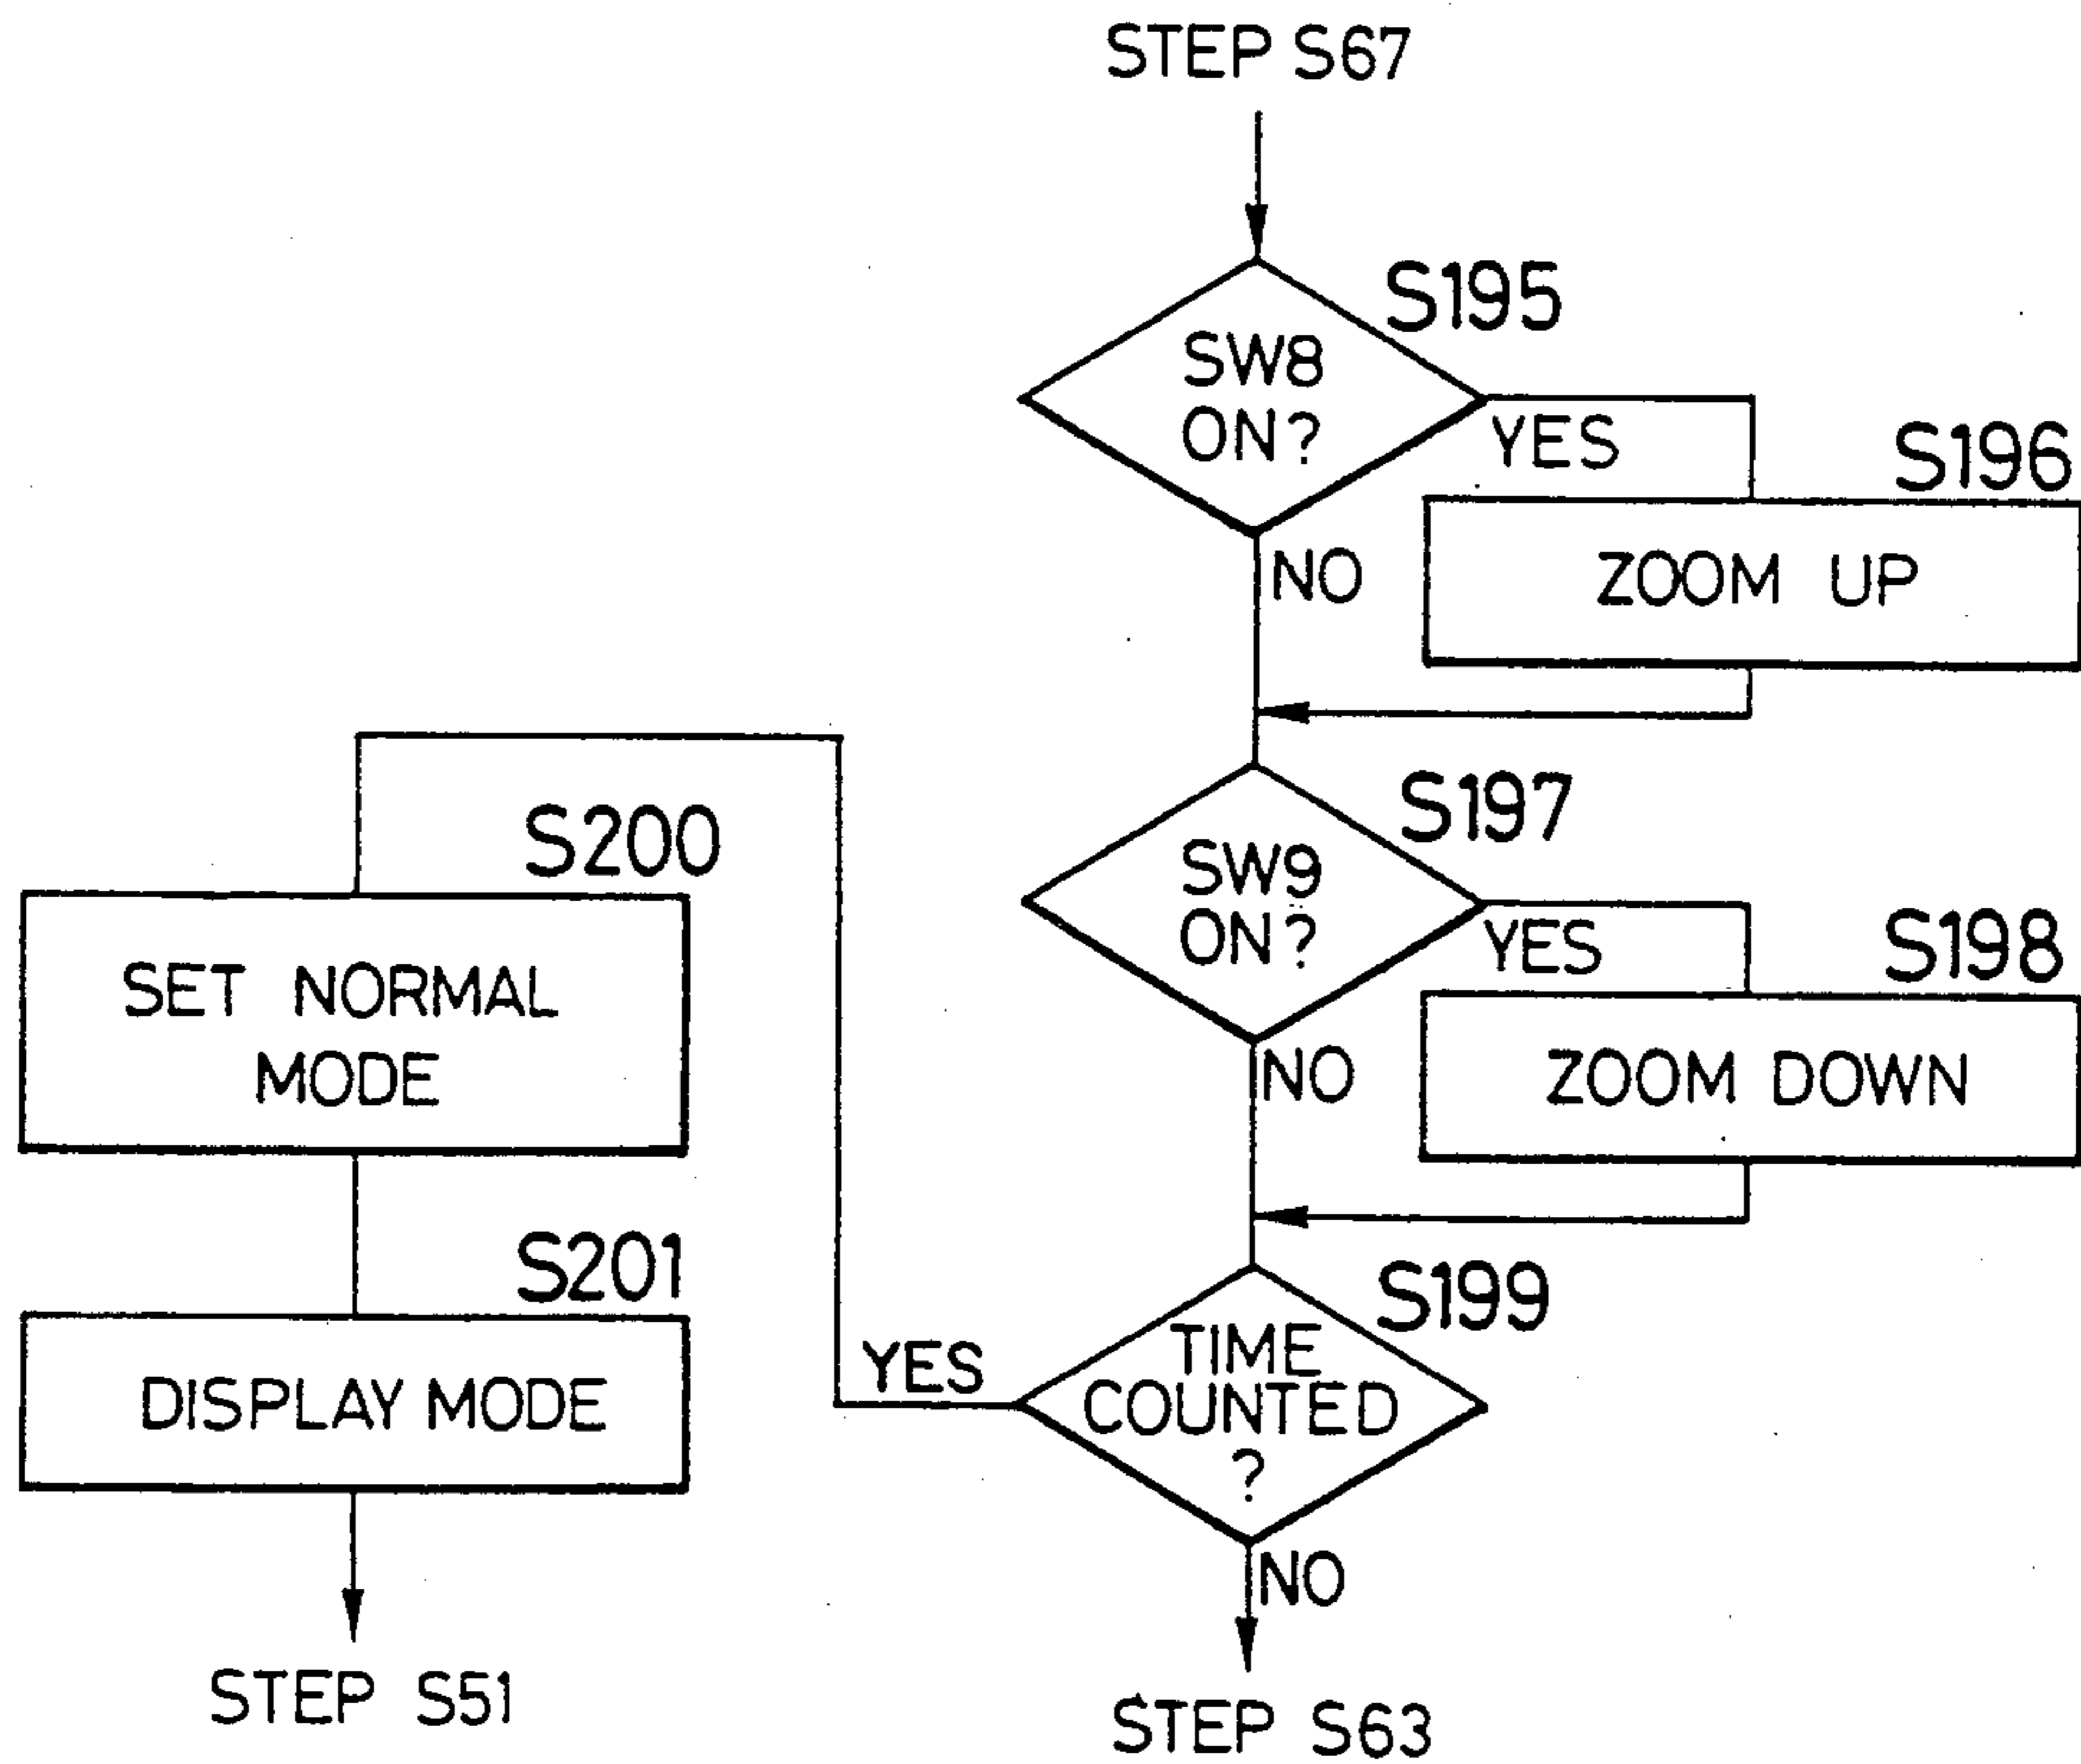 STEP S67
S195
SW8
ON?
YES
S196
NO
ZOOM UP
S197
SW9
ON?
YES
S198
NO
ZOOM DOWN
S199
TIME
COUNTED
?
YES
NO
STEP S63
S200
SET NORMAL
MODE
S201
DISPLAY MODE
STEP S51